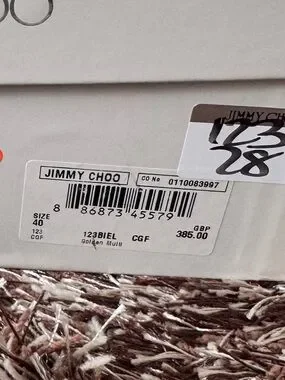 OO
JIMMY CHOO
123
28
JIMMY CHOO
CO No 0110083997
8 86873 45579
SIZE
40
123
CGF
123BIEL CGF
Golden Multi
GBP
385.00